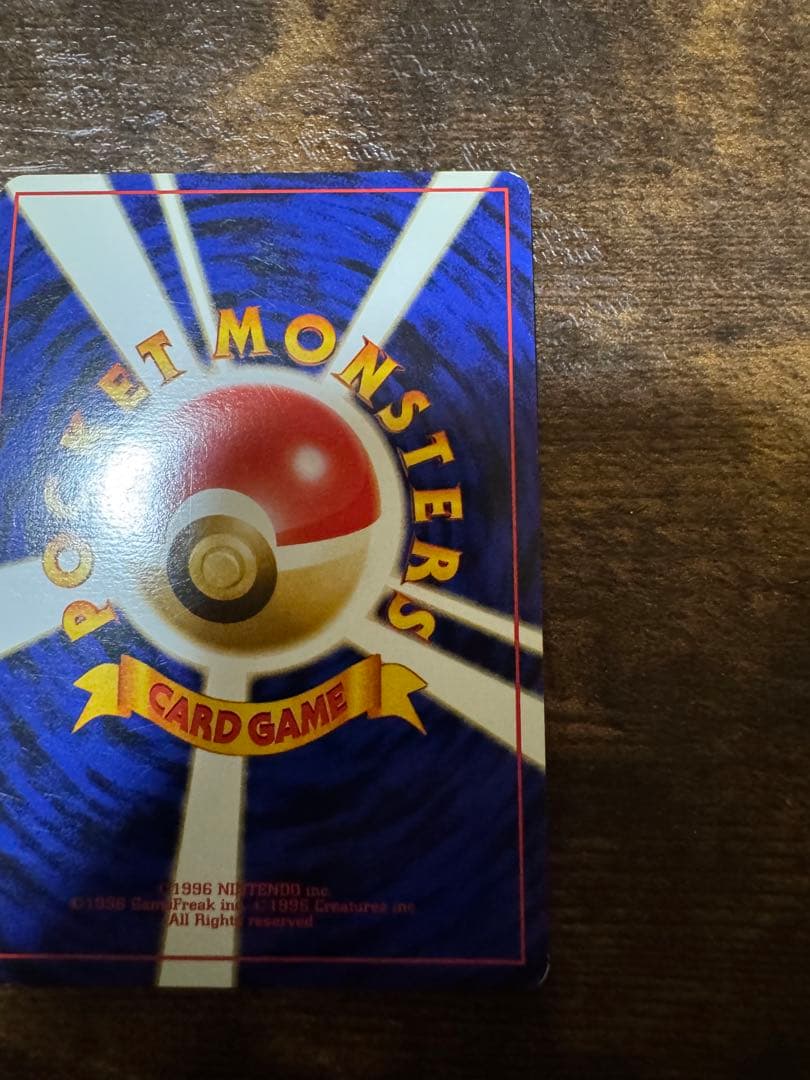 POCKET MONSTERS
CARD GAME
©1996 NINTENDO inc.
©1996 GameFreak inc. ©1996 Creatures inc.
All Rights reserved